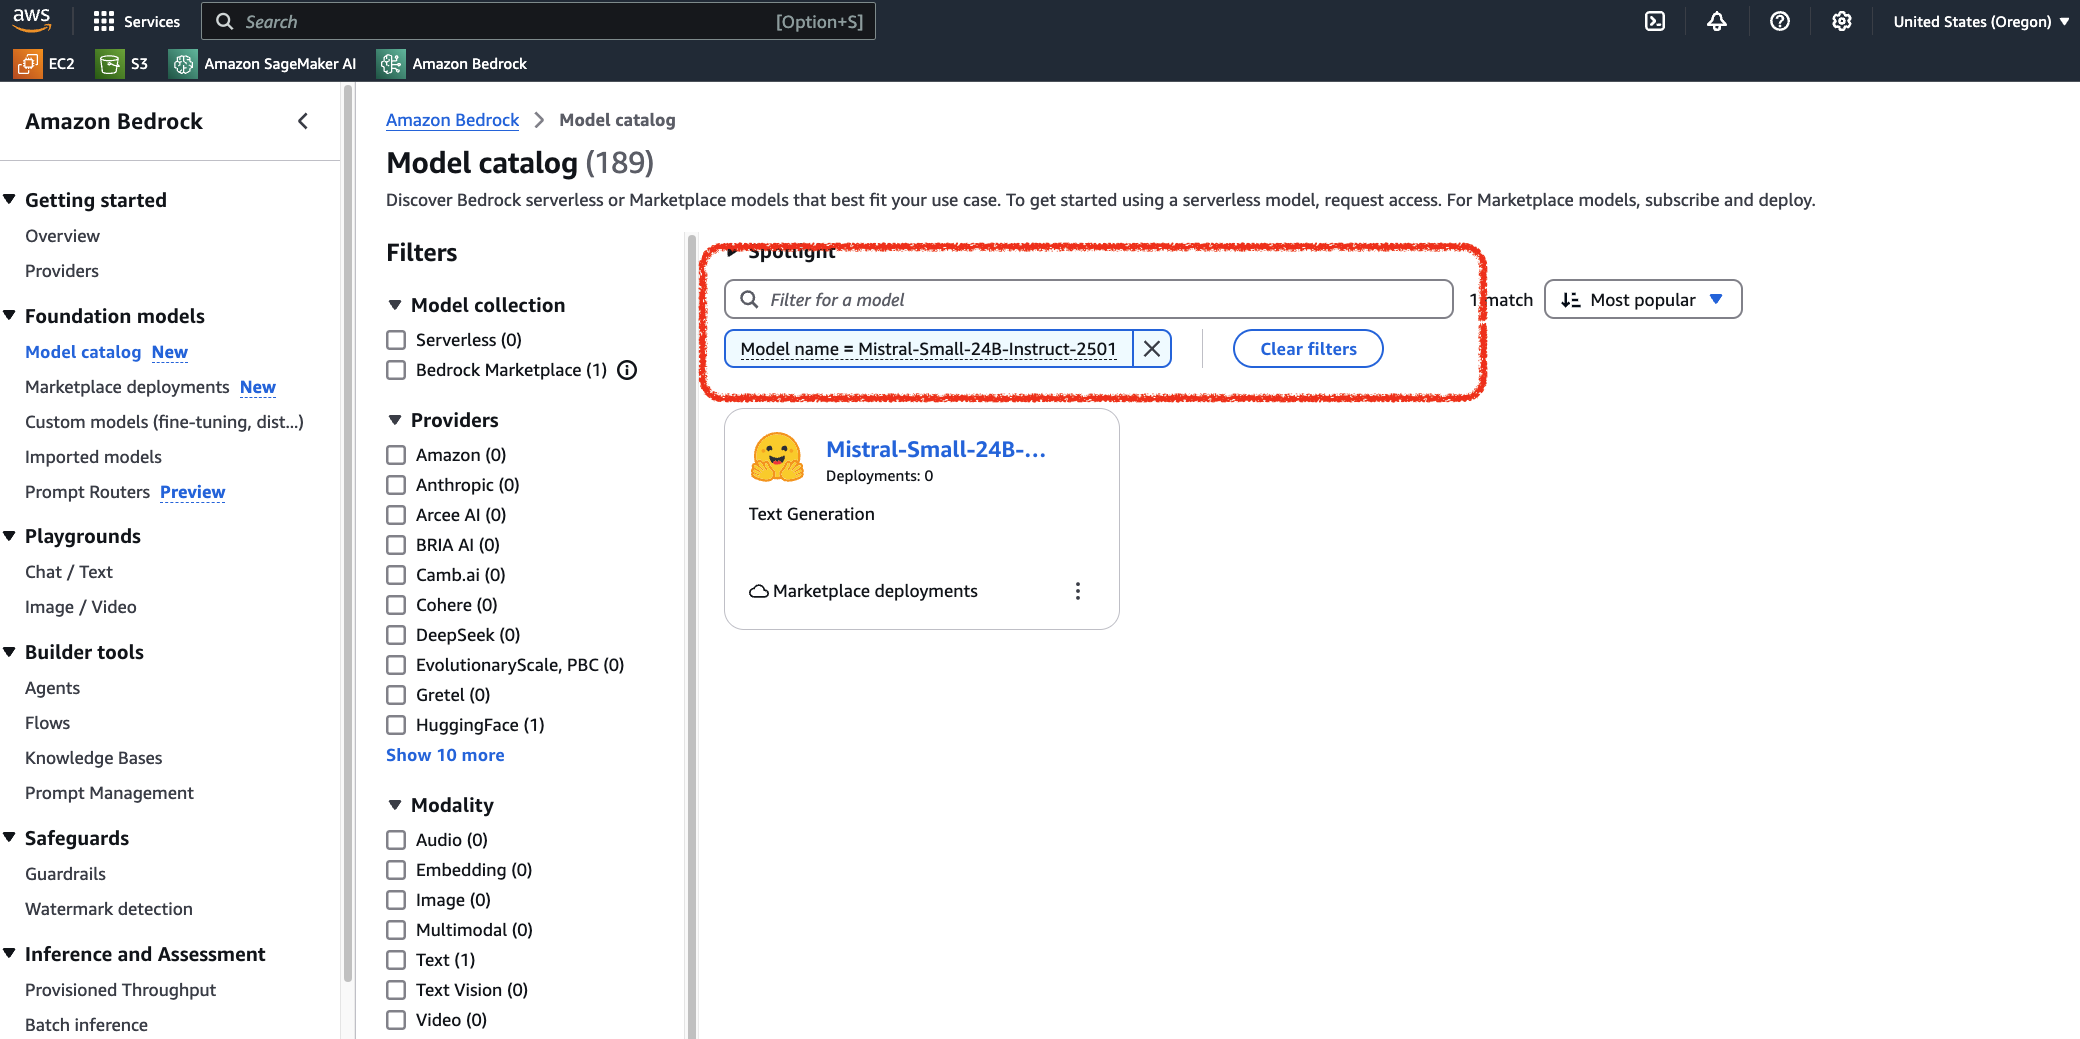 aws
Services
Search
[Option+S]
United States (Oregon)
EC2
S3
Amazon SageMaker AI
Amazon Bedrock
Amazon Bedrock
Getting started
Overview
Providers
Foundation models
Model catalog New
Marketplace deployments New
Custom models (fine-tuning, dist...)
Imported models
Prompt Routers Preview
Playgrounds
Chat / Text
Image / Video
Builder tools
Agents
Flows
Knowledge Bases
Prompt Management
Safeguards
Guardrails
Watermark detection
Inference and Assessment
Provisioned Throughput
Batch inference
Amazon Bedrock
Model catalog
Model catalog (189)
Discover Bedrock serverless or Marketplace models that best fit your use case. To get started using a serverless model, request access. For Marketplace models, subscribe and deploy.
Filters
Model collection
Serverless (0)
Bedrock Marketplace (1)
Providers
Amazon (0)
Anthropic (0)
Arcee AI (0)
BRIA AI (0)
Camb.ai (0)
Cohere (0)
DeepSeek (0)
EvolutionaryScale, PBC (0)
Gretel (0)
HuggingFace (1)
Show 10 more
Modality
Audio (0)
Embedding (0)
Image (0)
Multimodal (0)
Text (1)
Text Vision (0)
Video (0)
Spotlight
Filter for a model
1 match
Most popular
Model name = Mistral-Small-24B-Instruct-2501
Clear filters
Mistral-Small-24B-...
Deployments: 0
Text Generation
Marketplace deployments